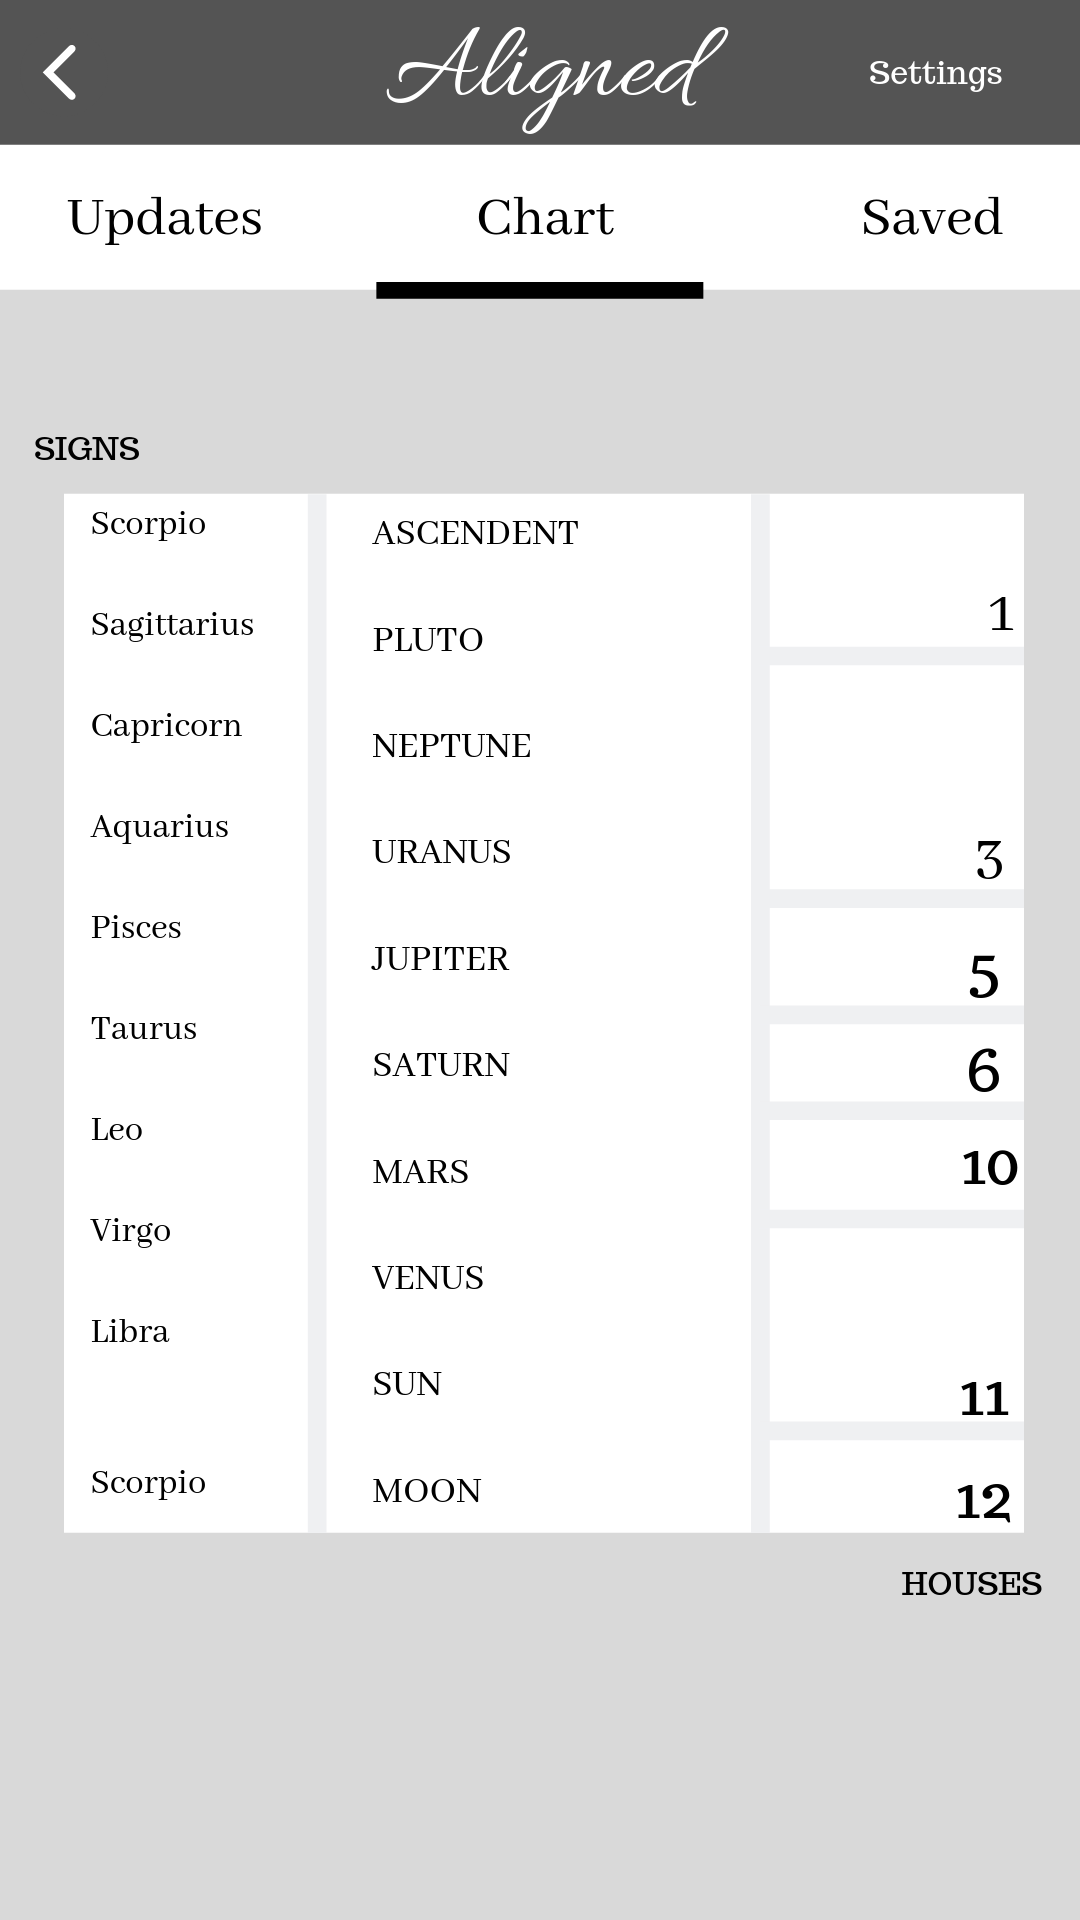 Aligned
Settings
Updates
Chart
Saved
SIGNS
Scorpio
Sagittarius
Capricorn
Aquarius
Pisces
Taurus
Leo
Virgo
Libra
Scorpio
ASCENDENT
PLUTO
NEPTUNE
URANUS
JUPITER
SATURN
MARS
VENUS
SUN
MOON
1
3
5
6
10
11
12
HOUSES